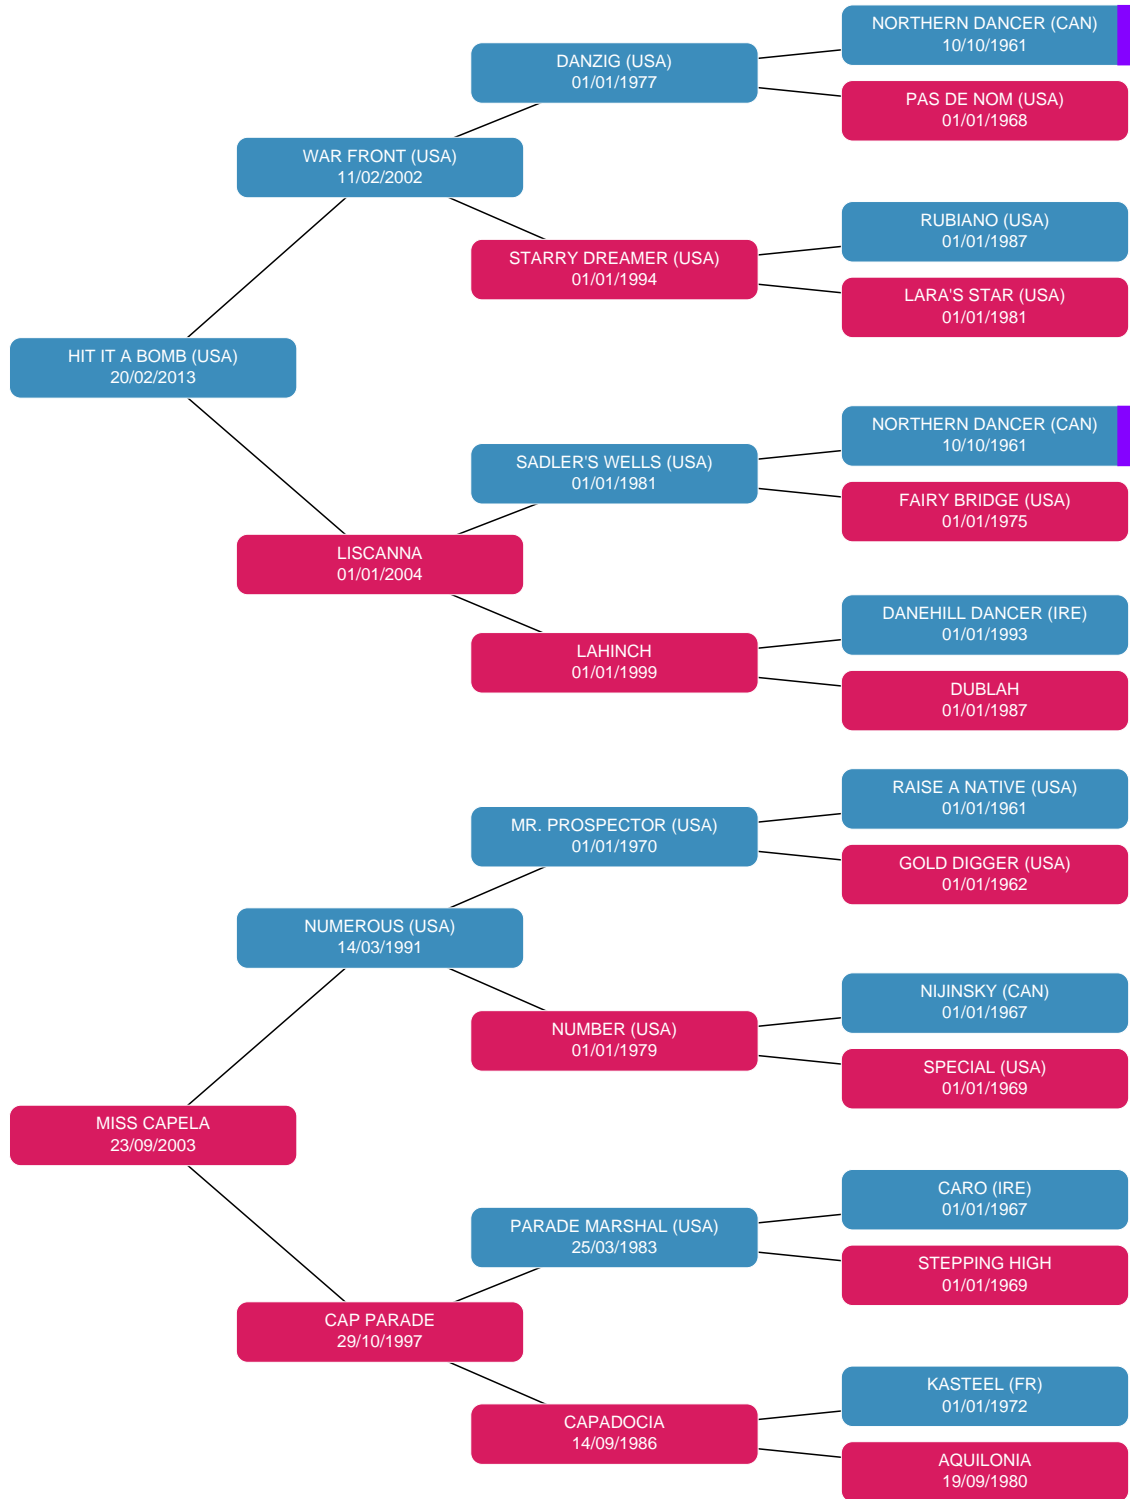 NORTHERN DANCER (CAN)
10/10/1961
DANZIG (USA)
01/01/1977
PAS DE NOM (USA)
01/01/1968
WAR FRONT (USA)
11/02/2002
RUBIANO (USA)
01/01/1987
STARRY DREAMER (USA)
01/01/1994
LARA'S STAR (USA)
01/01/1981
HIT IT A BOMB (USA)
20/02/2013
NORTHERN DANCER (CAN)
10/10/1961
SADLER'S WELLS (USA)
01/01/1981
FAIRY BRIDGE (USA)
01/01/1975
LISCANNA
01/01/2004
DANEHILL DANCER (IRE)
01/01/1993
LAHINCH
01/01/1999
DUBLAH
01/01/1987
RAISE A NATIVE (USA)
01/01/1961
MR. PROSPECTOR (USA)
01/01/1970
GOLD DIGGER (USA)
01/01/1962
NUMEROUS (USA)
14/03/1991
NIJINSKY (CAN)
01/01/1967
NUMBER (USA)
01/01/1979
SPECIAL (USA)
01/01/1969
MISS CAPELA
23/09/2003
CARO (IRE)
01/01/1967
PARADE MARSHAL (USA)
25/03/1983
STEPPING HIGH
01/01/1969
CAP PARADE
29/10/1997
KASTEEL (FR)
01/01/1972
CAPADOCIA
14/09/1986
AQUILONIA
19/09/1980